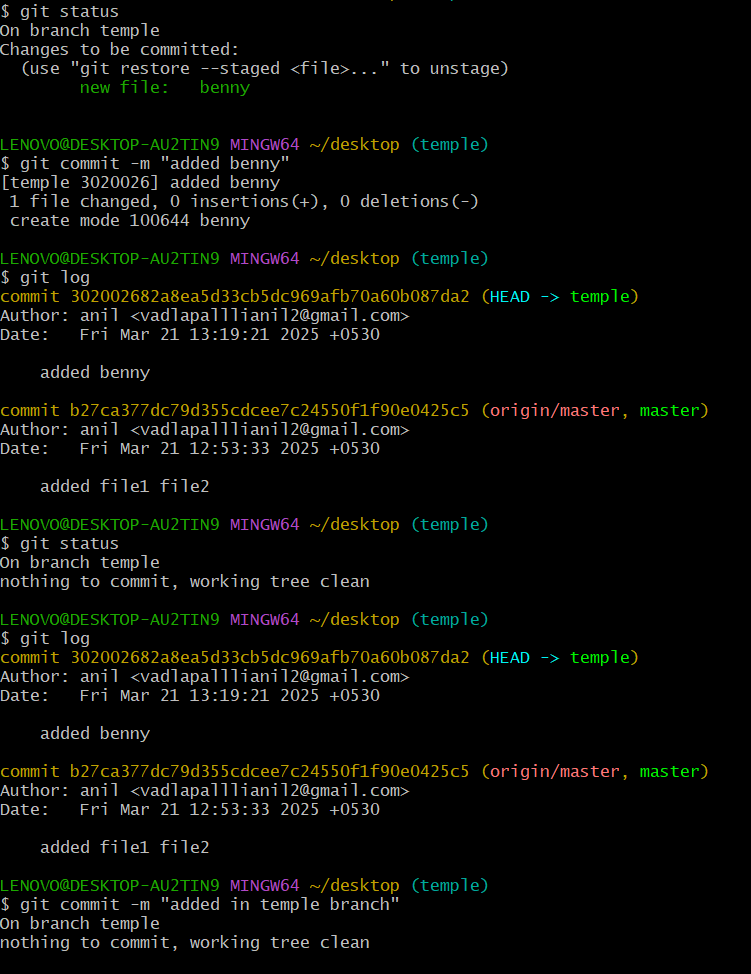 $ git status
On branch temple
Changes to be committed:
  (use "git restore --staged <file>..." to unstage)
        new file:   benny

LENOVO@DESKTOP-AU2TIN9 MINGW64 ~/desktop (temple)
$ git commit -m "added benny"
[temple 3020026] added benny
 1 file changed, 0 insertions(+), 0 deletions(-)
 create mode 100644 benny

LENOVO@DESKTOP-AU2TIN9 MINGW64 ~/desktop (temple)
$ git log
commit 302002682a8ea5d33cb5dc969afb70a60b087da2 (HEAD -> temple)
Author: anil <vadlapalllianil2@gmail.com>
Date:   Fri Mar 21 13:19:21 2025 +0530

    added benny

commit b27ca377dc79d355cdcee7c24550f1f90e0425c5 (origin/master, master)
Author: anil <vadlapalllianil2@gmail.com>
Date:   Fri Mar 21 12:53:33 2025 +0530

    added file1 file2

LENOVO@DESKTOP-AU2TIN9 MINGW64 ~/desktop (temple)
$ git status
On branch temple
nothing to commit, working tree clean

LENOVO@DESKTOP-AU2TIN9 MINGW64 ~/desktop (temple)
$ git log
commit 302002682a8ea5d33cb5dc969afb70a60b087da2 (HEAD -> temple)
Author: anil <vadlapalllianil2@gmail.com>
Date:   Fri Mar 21 13:19:21 2025 +0530

    added benny

commit b27ca377dc79d355cdcee7c24550f1f90e0425c5 (origin/master, master)
Author: anil <vadlapalllianil2@gmail.com>
Date:   Fri Mar 21 12:53:33 2025 +0530

    added file1 file2

LENOVO@DESKTOP-AU2TIN9 MINGW64 ~/desktop (temple)
$ git commit -m "added in temple branch"
On branch temple
nothing to commit, working tree clean